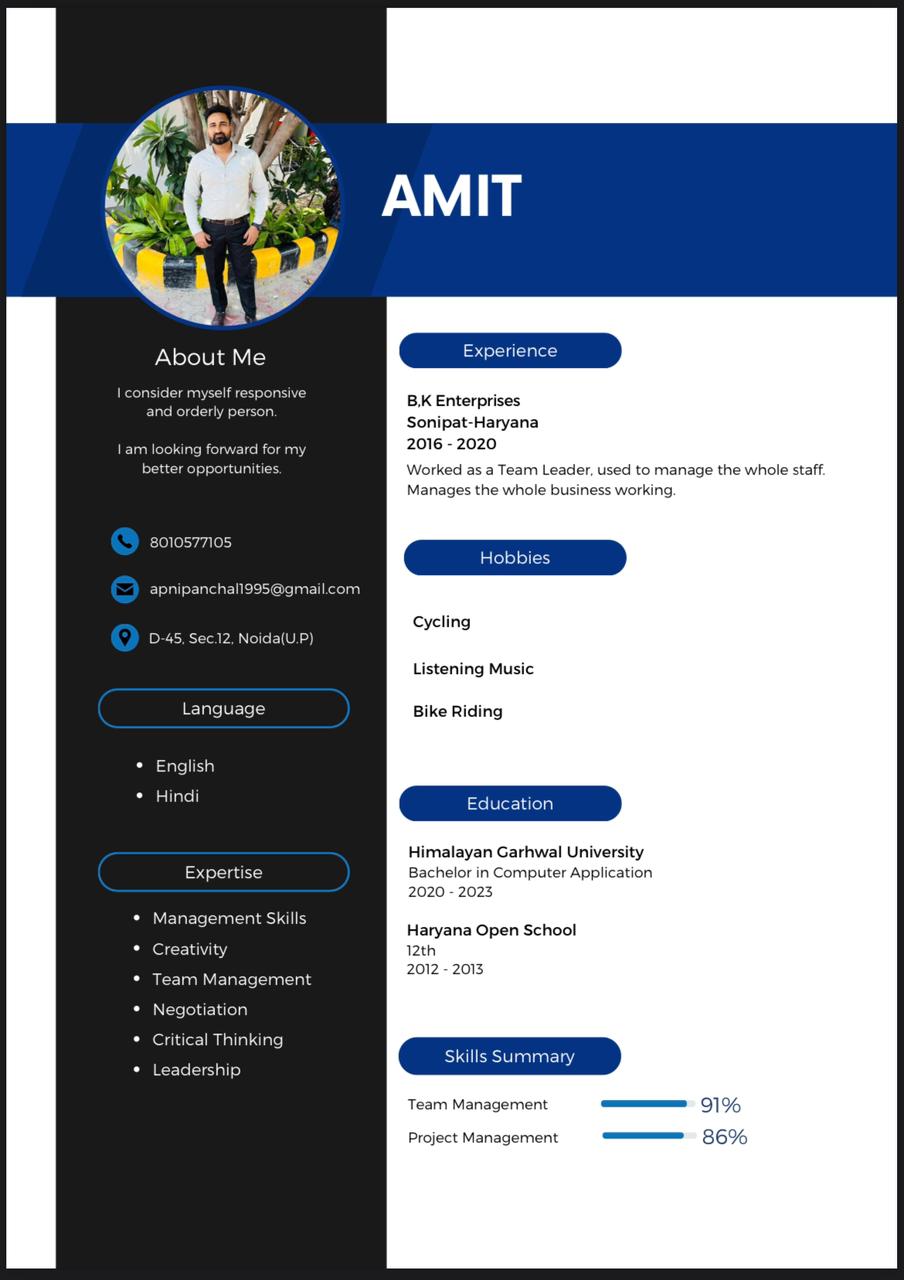 AMIT
About Me
I consider myself responsive
and orderly person.
I am looking forward for my
better opportunities.
8010577105
apnipanchal1995@gmail.com
D-45, Sec.12, Noida(U.P)
Language
• English
• Hindi
Expertise
• Management Skills
• Creativity
• Team Management
• Negotiation
• Critical Thinking
• Leadership
Experience
B,K Enterprises
Sonipat-Haryana
2016 - 2020
Worked as a Team Leader, used to manage the whole staff.
Manages the whole business working.
Hobbies
Cycling
Listening Music
Bike Riding
Education
Himalayan Garhwal University
Bachelor in Computer Application
2020 - 2023
Haryana Open School
12th
2012 - 2013
Skills Summary
Team Management 91%
Project Management 86%